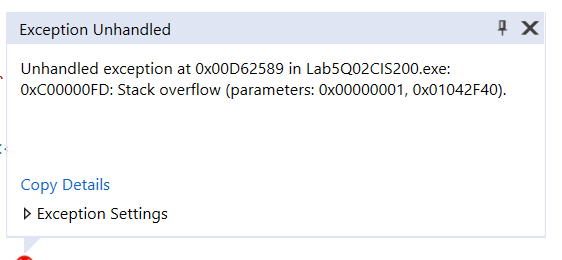 Exception Unhandled
Unhandled exception at 0x00D62589 in Lab5Q02CIS200.exe:
0xC00000FD: Stack overflow (parameters: 0x00000001, 0x01042F40).
Copy Details
Exception Settings